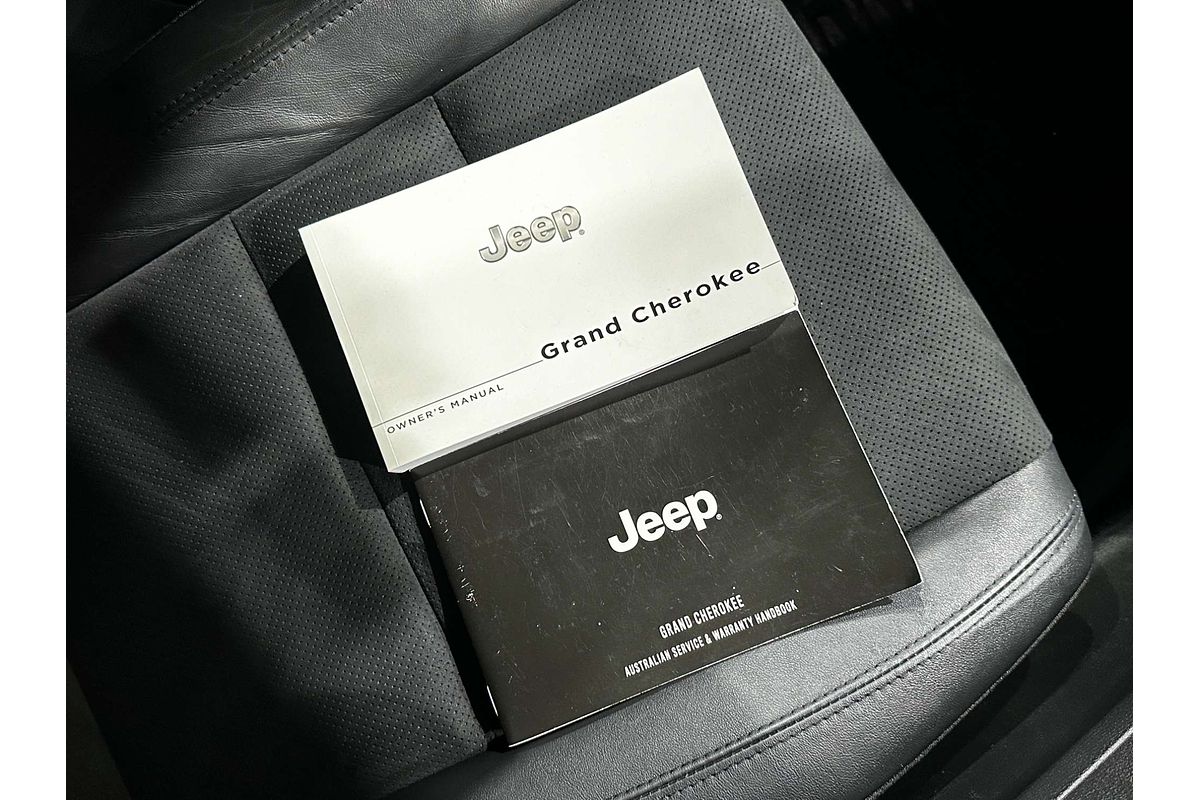 Jeep®
Grand Cherokee
OWNER'S MANUAL
Jeep®
GRAND CHEROKEE
AUSTRALIAN SERVICE & WARRANTY HANDBOOK